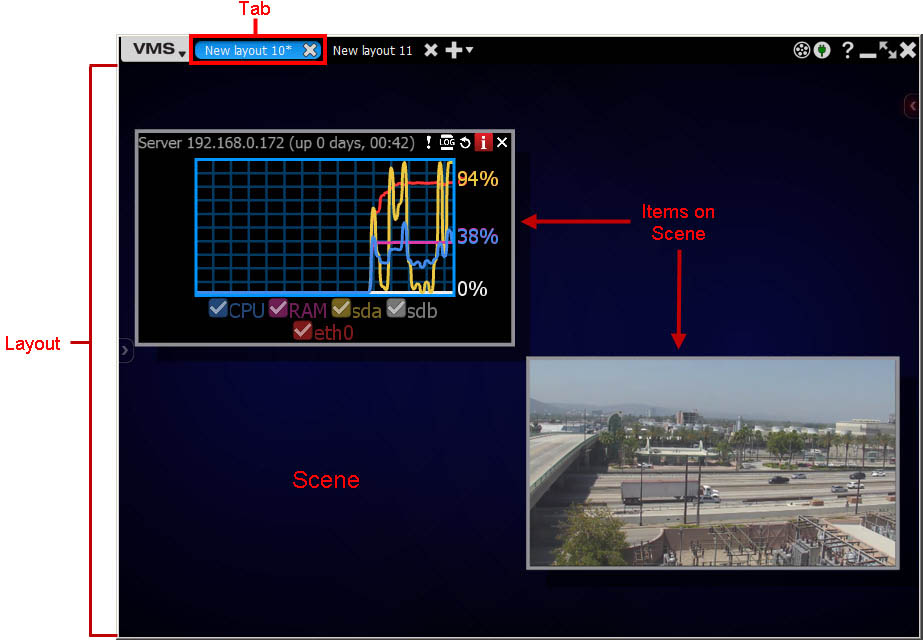 Tab
VMS
New layout 10*
New layout 11
?
Server 192.168.0.172 (up 0 days, 00:42)
! LOG i
94%
38%
0%
CPU RAM sda sdb
eth0
Items on
Scene
Layout
Scene